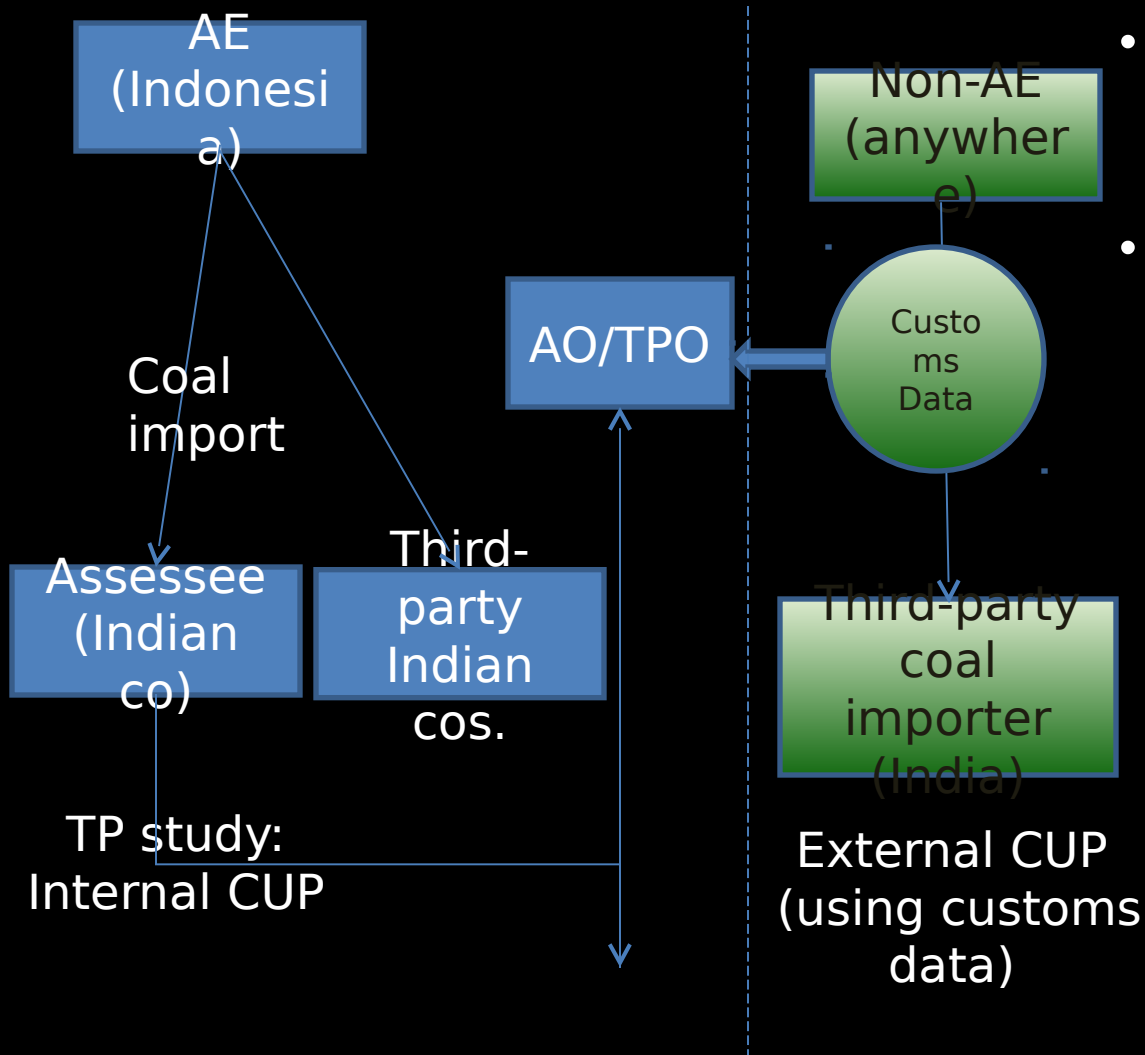 AE
(Indonesi
a)
Non-AE
(anywher
e)
AO/TPO
Custo
ms
Data
Coal
import
Assessee
(Indian
co)
Third-
party
Indian
cos.
Third-party
coal
importer
(India)
TP study:
Internal CUP
External CUP
(using customs
data)